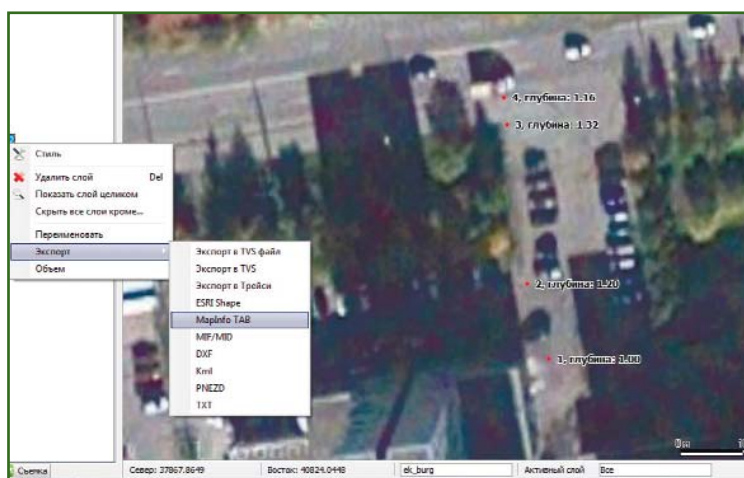 4, глубина: 1.16
3, глубина: 1.32
Стиль
Удалить слой Del
Показать слой целиком
Скрыть все слои кроме...
Переименовать
Экспорт
Объем
Экспорт в TVS файл
Экспорт в TVS
Экспорт в Тройси
ESRI Shape
MapInfo TAB
MIF/MID
DXF
Kml
PNEZD
TXT
2, глубина: 1.20
1, глубина: 1.00
0m
Съемка Север: 37867.8649 Восток: 40824.0448 ek_burg Активный слой Все